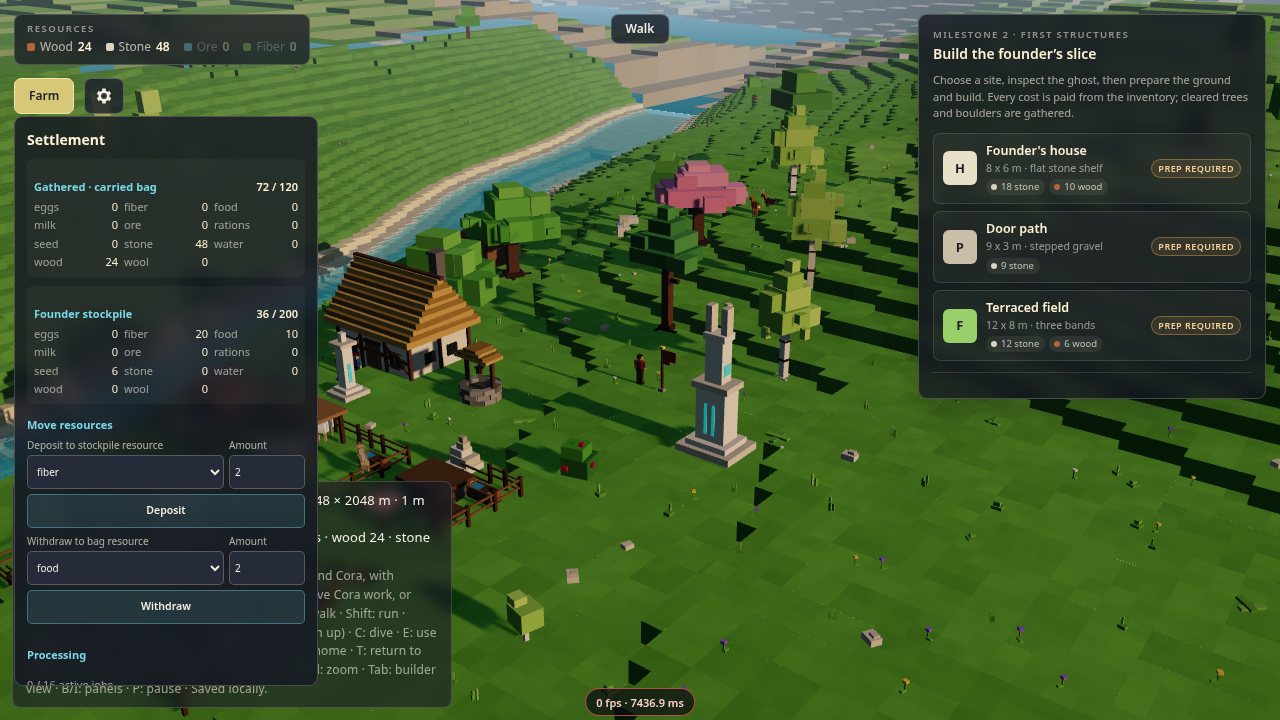 RESOURCES
Wood 24 Stone 48 Ore 0 Fiber 0
Walk
Farm
Settlement
Gathered · carried bag 72 / 120
eggs 0 fiber 0 food 0
milk 0 ore 0 rations 0
seed 0 stone 48 water 0
wood 24 wool 0
Founder stockpile 36 / 200
eggs 0 fiber 20 food 10
milk 0 ore 0 rations 0
seed 6 stone 0 water 0
wood 0 wool 0
Move resources
Deposit to stockpile resource Amount
fiber 2
Deposit
Withdraw to bag resource Amount
food 2
Withdraw
Processing
0 / 16 active jobs
48 × 2048 m · 1 m
s · wood 24 · stone
nd Cora, with
ve Cora work, or
alk · Shift: run ·
n up) · C: dive · E: use
home · T: return to
l: zoom · Tab: builder
view · B/I: panels · P: pause · Saved locally.
MILESTONE 2 · FIRST STRUCTURES
Build the founder’s slice
Choose a site, inspect the ghost, then prepare the ground
and build. Every cost is paid from the inventory; cleared trees
and boulders are gathered.
H
Founder's house
8 x 6 m · flat stone shelf
18 stone 10 wood
PREP REQUIRED
P
Door path
9 x 3 m · stepped gravel
9 stone
PREP REQUIRED
F
Terraced field
12 x 8 m · three bands
12 stone 6 wood
PREP REQUIRED
0 fps · 7436.9 ms